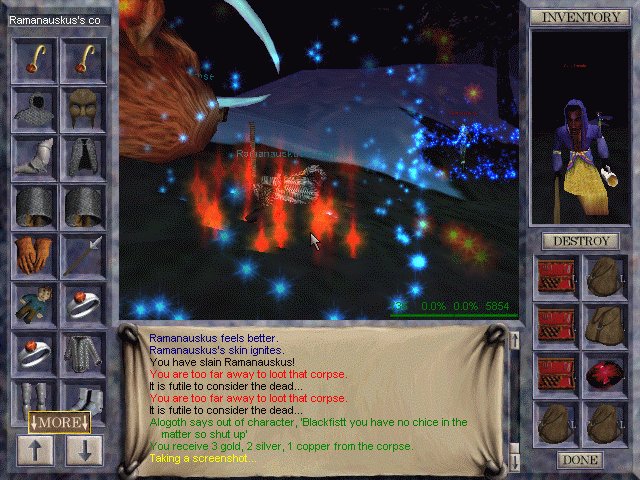 Ramanauskus's co
INVENTORY
Ramanausku
DESTROY
0.0% 0.0% 5854
Ramanauskus feels better.
Ramanauskus's skin ignites.
You have slain Ramanauskus!
You are too far away to loot that corpse.
It is futile to consider the dead...
You are too far away to loot that corpse.
It is futile to consider the dead...
Alogoth says out of character, 'Blackfistt you have no chice in the
matter so shut up'
You receive 3 gold, 2 silver, 1 copper from the corpse.
Taking a screenshot...
MORE
DONE
L
L
L
L
L